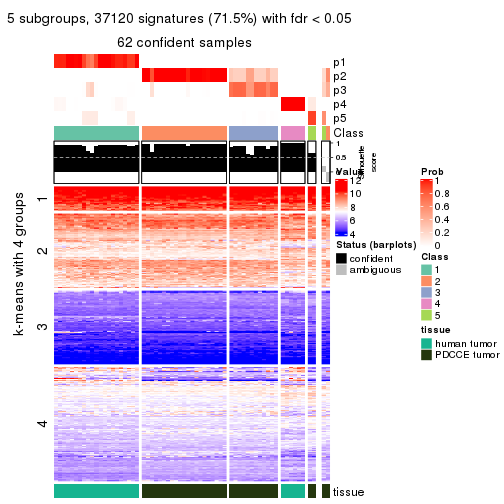 5 subgroups, 37120 signatures (71.5%) with fdr < 0.05
62 confident samples
p1
p2
p3
p4
p5
Class
1
0.5
0
silhouette
score
k-means with 4 groups
1
2
3
4
tissue
Value
12
10
8
6
4
Status (barplots)
confident
ambiguous
Prob
1
0.8
0.6
0.4
0.2
0
Class
1
2
3
4
5
tissue
human tumor
PDCCE tumor